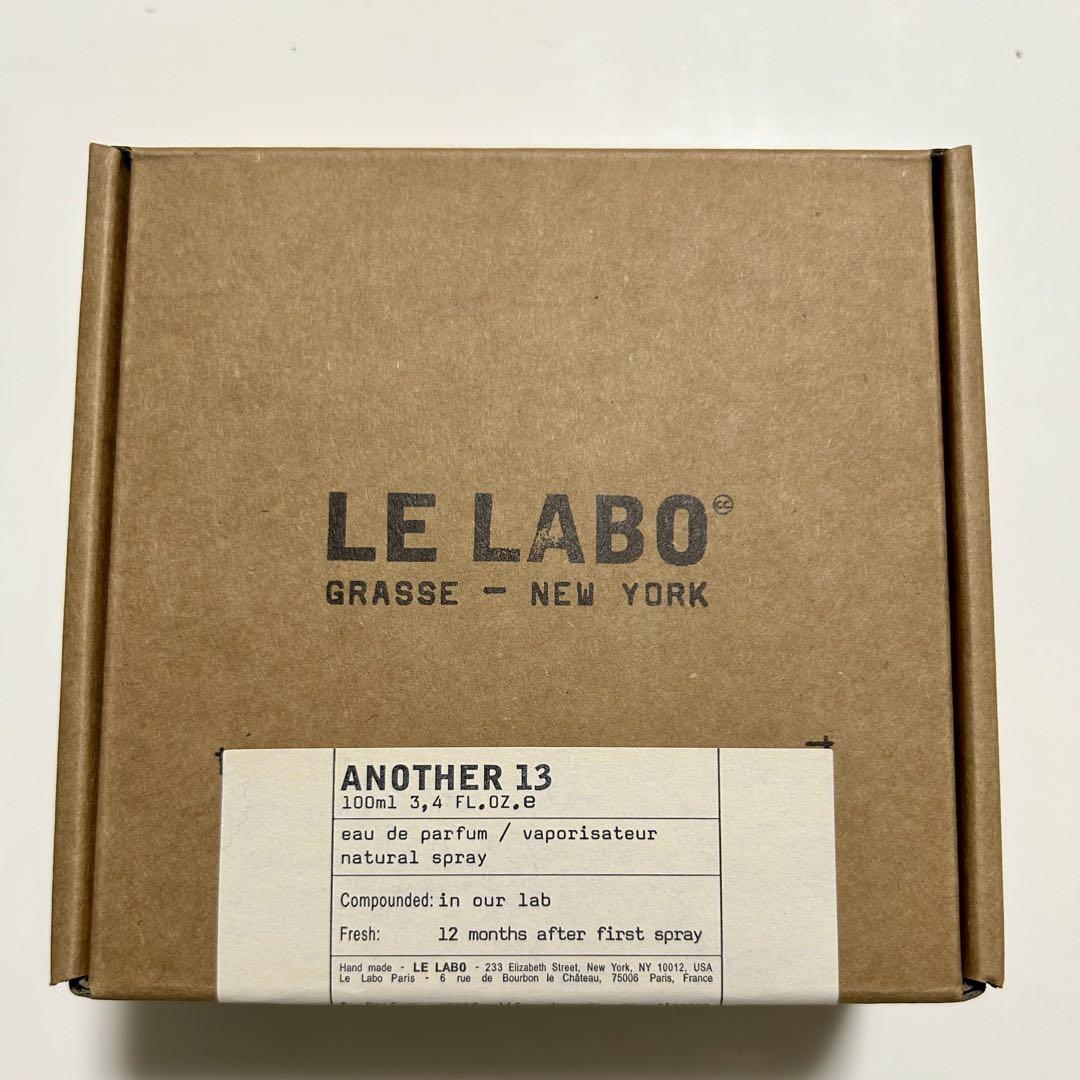 LE LABO®
GRASSE - NEW YORK
ANOTHER 13
100ml 3,4 FL.OZ.e
eau de parfum / vaporisateur
natural spray
Compounded: in our lab
Fresh: 12 months after first spray
Hand made - LE LABO - 233 Elizabeth Street, New York, NY 10012, USA
Le Labo Paris - 6 rue de Bourbon le Château, 75006 Paris, France